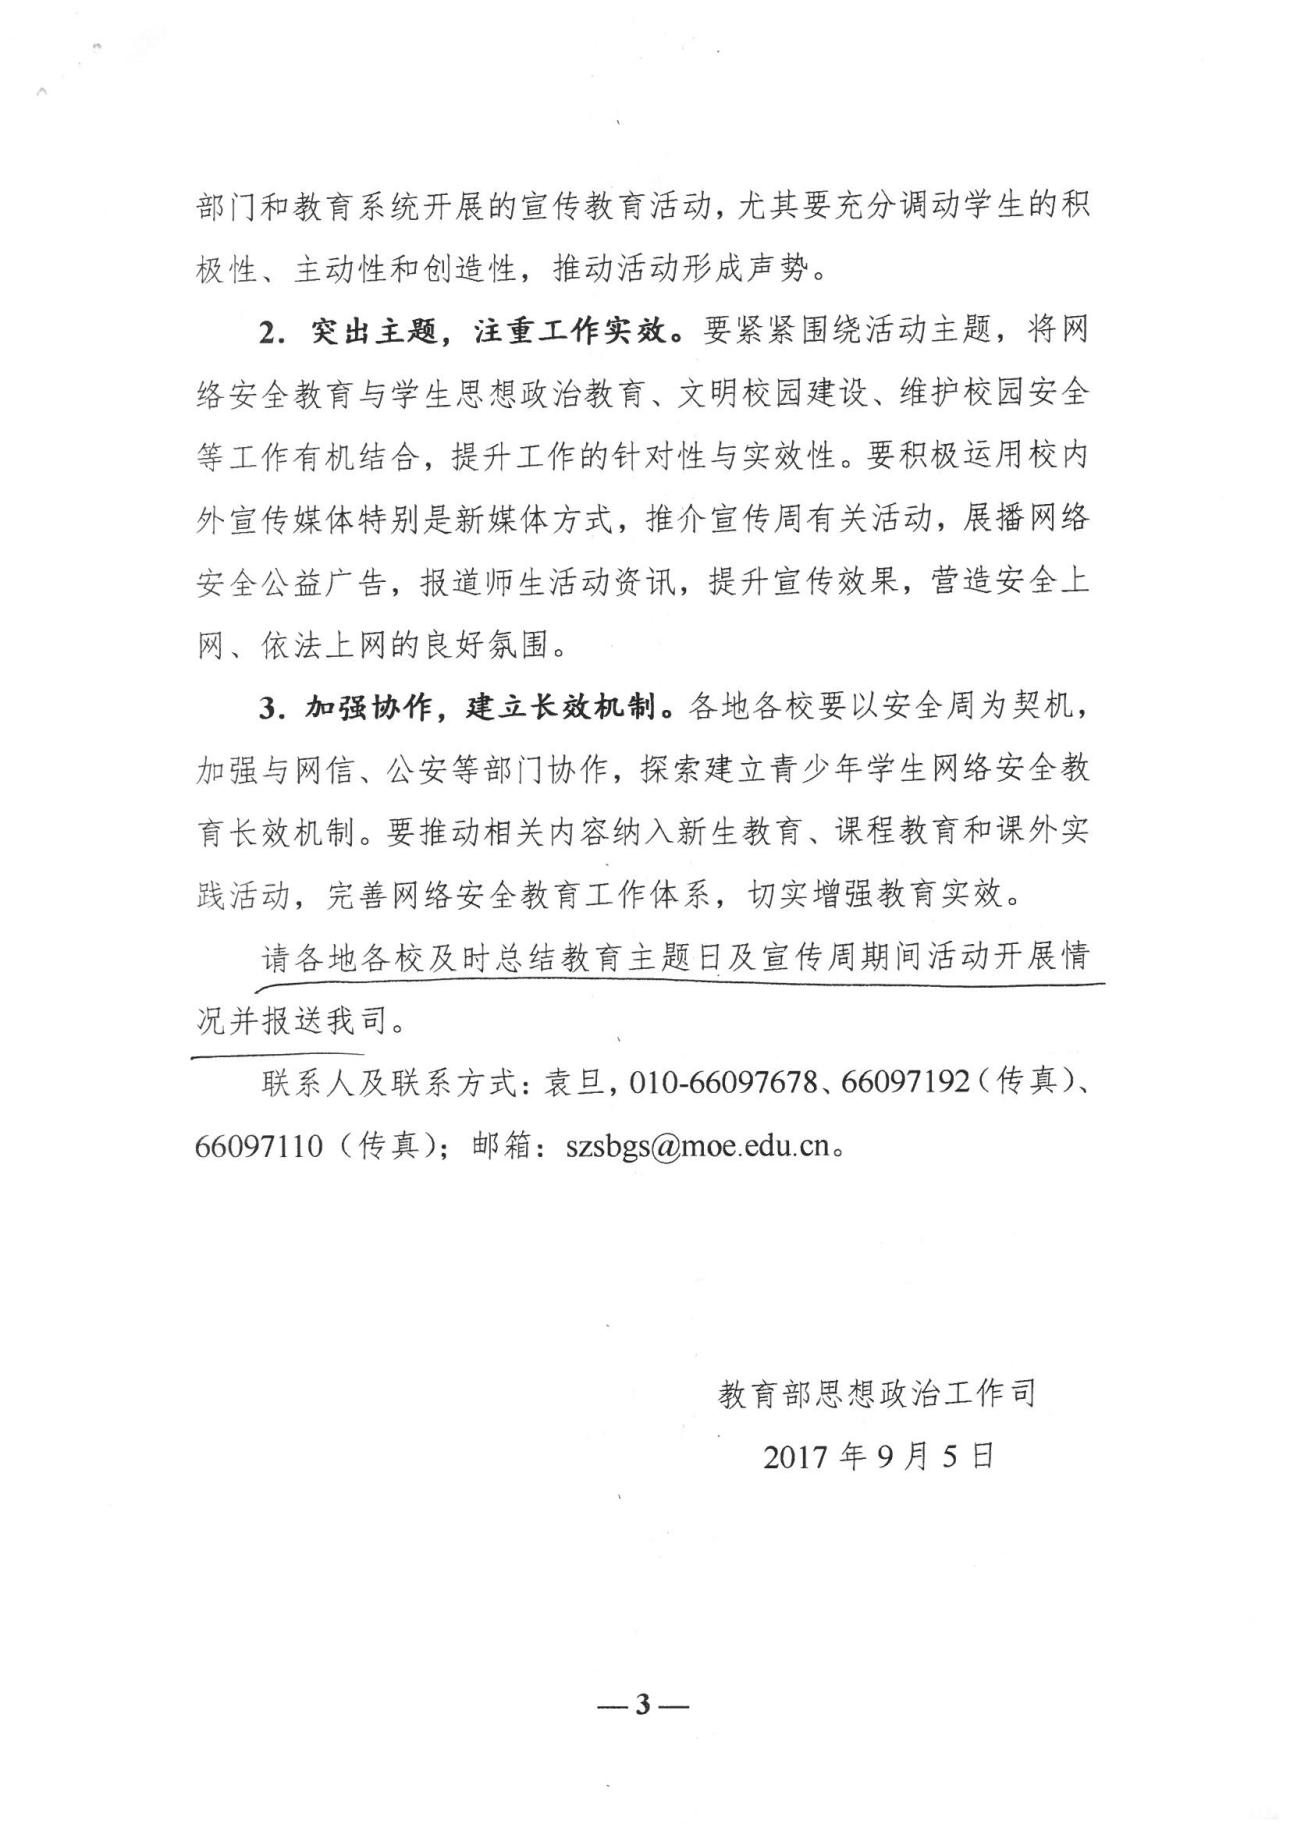 部门和教育系统开展的宣传教育活动，尤其要充分调动学生的积
极性、主动性和创造性，推动活动形成声势。
2. 突出主题，注重工作实效。要紧紧围绕活动主题，将网
络安全教育与学生思想政治教育、文明校园建设、维护校园安全
等工作有机结合，提升工作的针对性与实效性。要积极运用校内
外宣传媒体特别是新媒体方式，推介宣传周有关活动，展播网络
安全公益广告，报道师生活动资讯，提升宣传效果，营造安全上
网、依法上网的良好氛围。
3. 加强协作，建立长效机制。各地各校要以安全周为契机，
加强与网信、公安等部门协作，探索建立青少年学生网络安全教
育长效机制。要推动相关内容纳入新生教育、课程教育和课外实
践活动，完善网络安全教育工作体系，切实增强教育实效。
请各地各校及时总结教育主题日及宣传周期间活动开展情
况并报送我司。
联系人及联系方式：袁旦，010-66097678、66097192（传真）、
66097110（传真）；邮箱：szsbgs@moe.edu.cn。
教育部思想政治工作司
2017 年 9 月 5 日
— 3 —